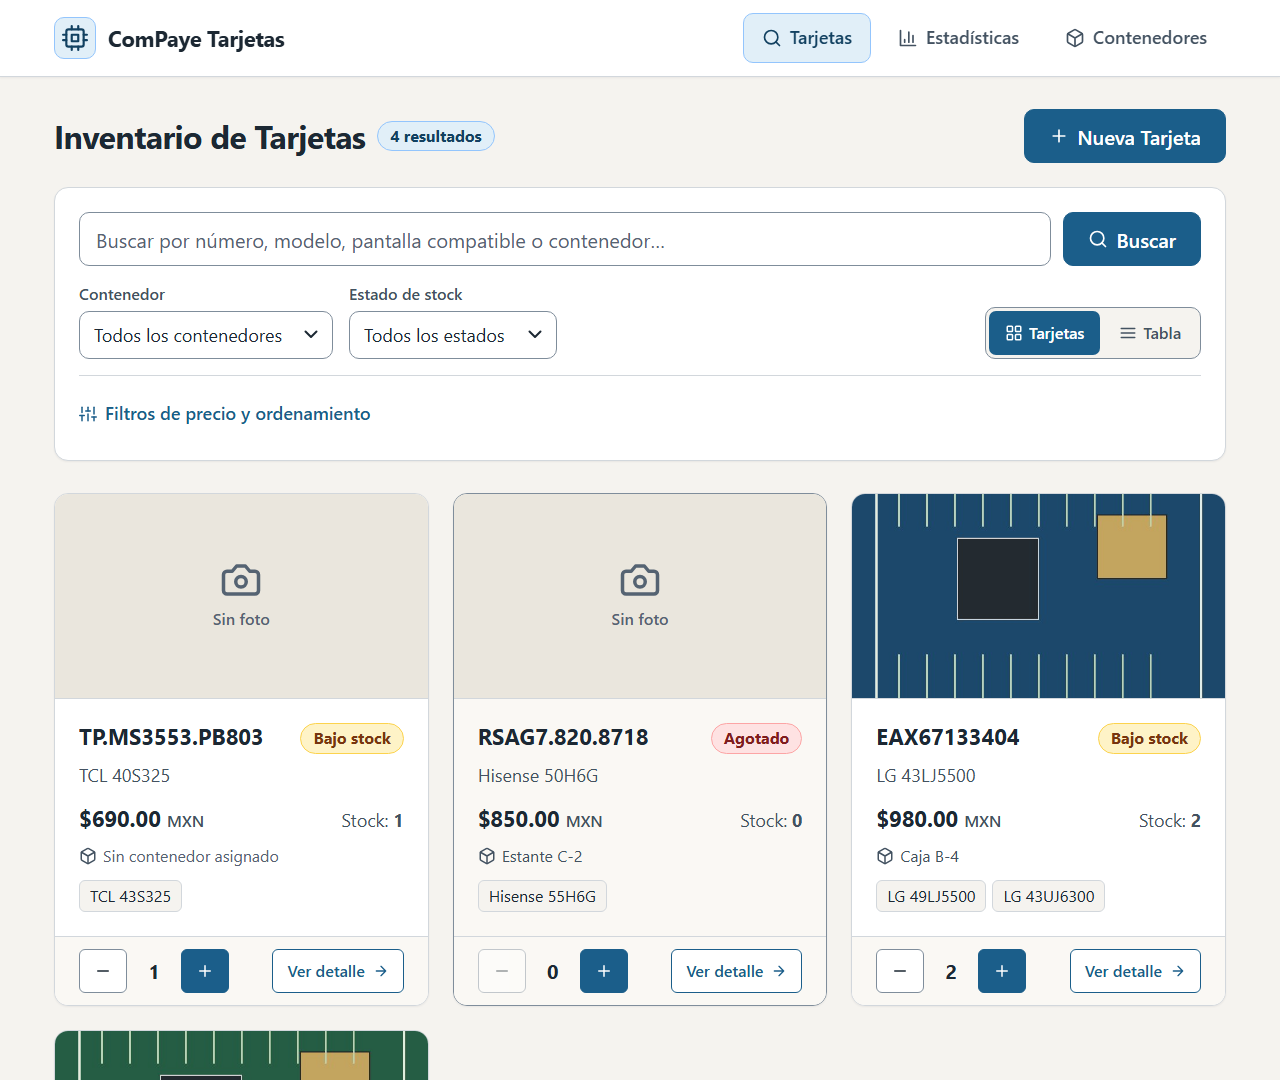 ComPaye Tarjetas
Tarjetas
Estadísticas
Contenedores
Inventario de Tarjetas
4 resultados
Nueva Tarjeta
Buscar por número, modelo, pantalla compatible o contenedor...
Buscar
Contenedor
Estado de stock
Todos los contenedores
Todos los estados
Tarjetas
Tabla
Filtros de precio y ordenamiento
Sin foto
TP.MS3553.PB803
Bajo stock
TCL 40S325
$690.00 MXN
Stock: 1
Sin contenedor asignado
TCL 43S325
1
Ver detalle
Sin foto
RSAG7.820.8718
Agotado
Hisense 50H6G
$850.00 MXN
Stock: 0
Estante C-2
Hisense 55H6G
0
Ver detalle
EAX67133404
Bajo stock
LG 43LJ5500
$980.00 MXN
Stock: 2
Caja B-4
LG 49LJ5500
LG 43UJ6300
2
Ver detalle